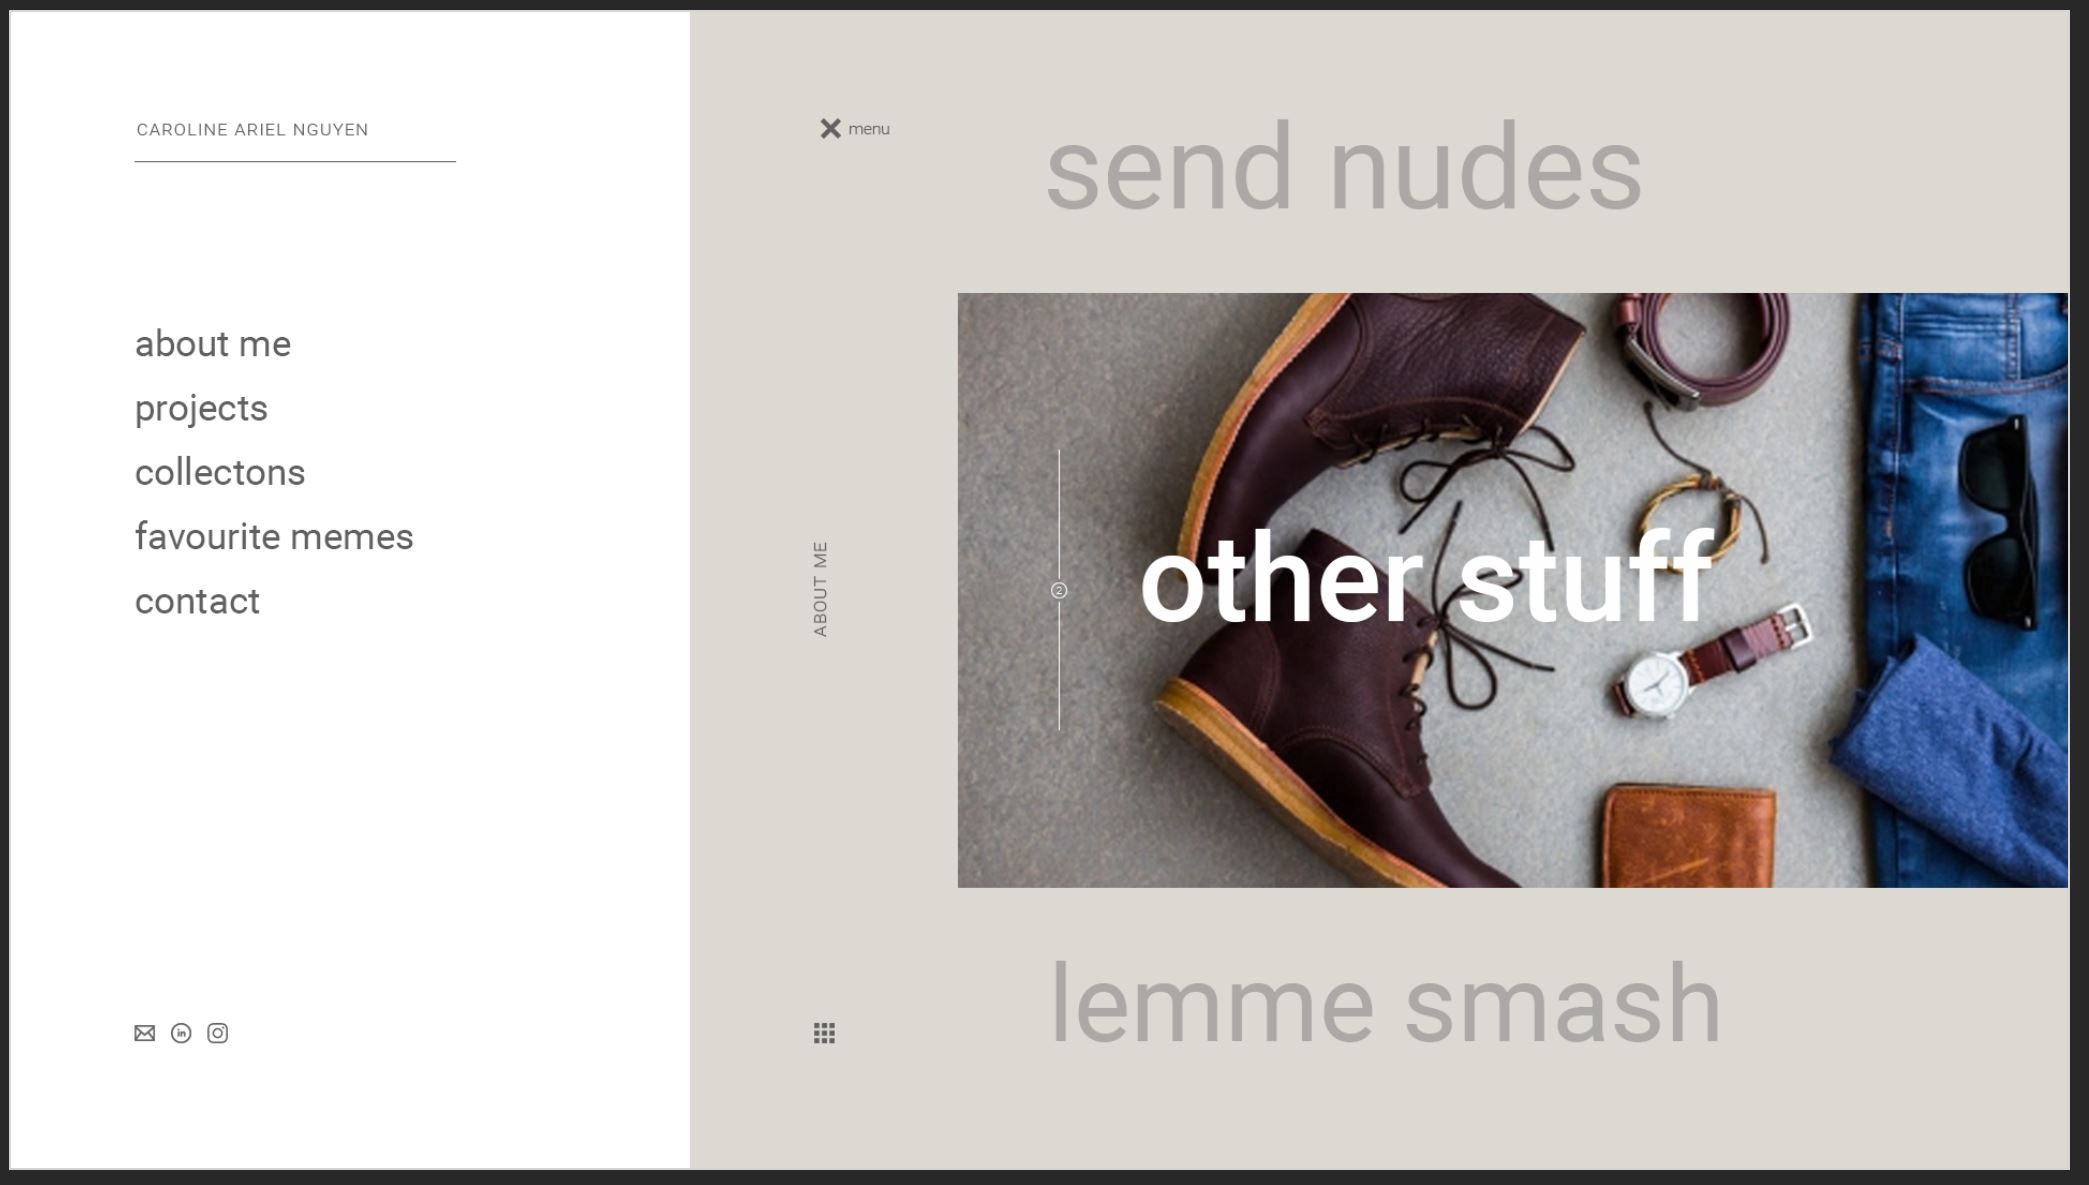 CAROLINE ARIEL NGUYEN
about me
projects
collectons
favourite memes
contact
in
menu
ABOUT ME
send nudes
2
other stuff
lemme smash